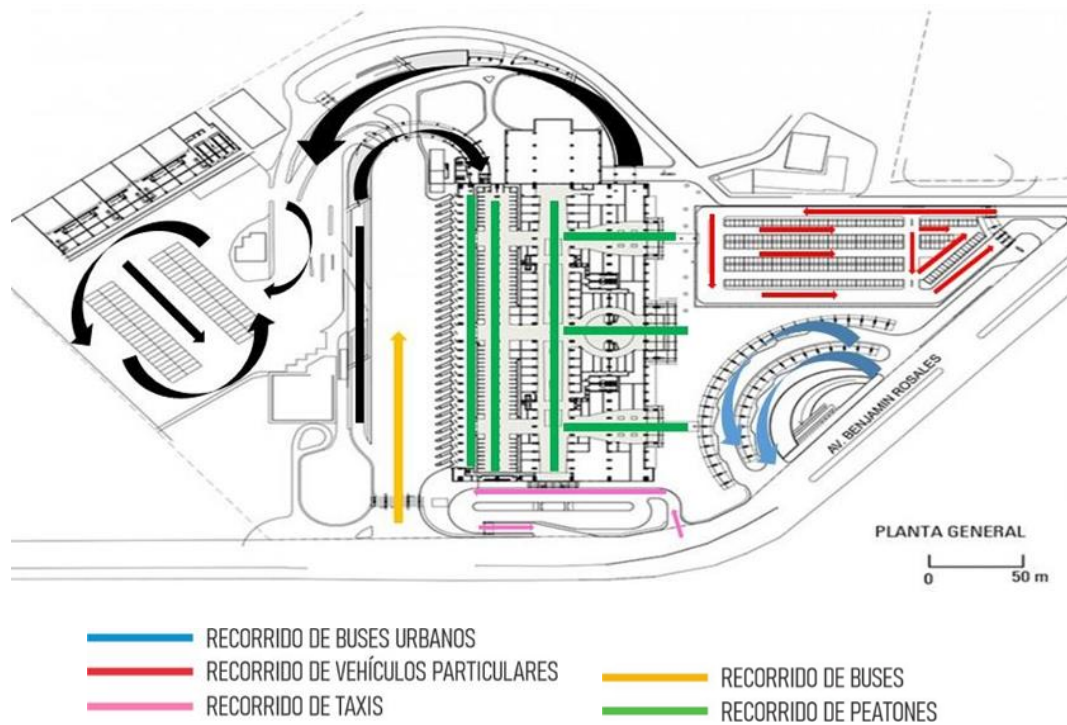 AV. BENJAMIN ROSALES
PLANTA GENERAL
0 50 m
RECORRIDO DE BUSES URBANOS
RECORRIDO DE VEHÍCULOS PARTICULARES
RECORRIDO DE TAXIS
RECORRIDO DE BUSES
RECORRIDO DE PEATONES